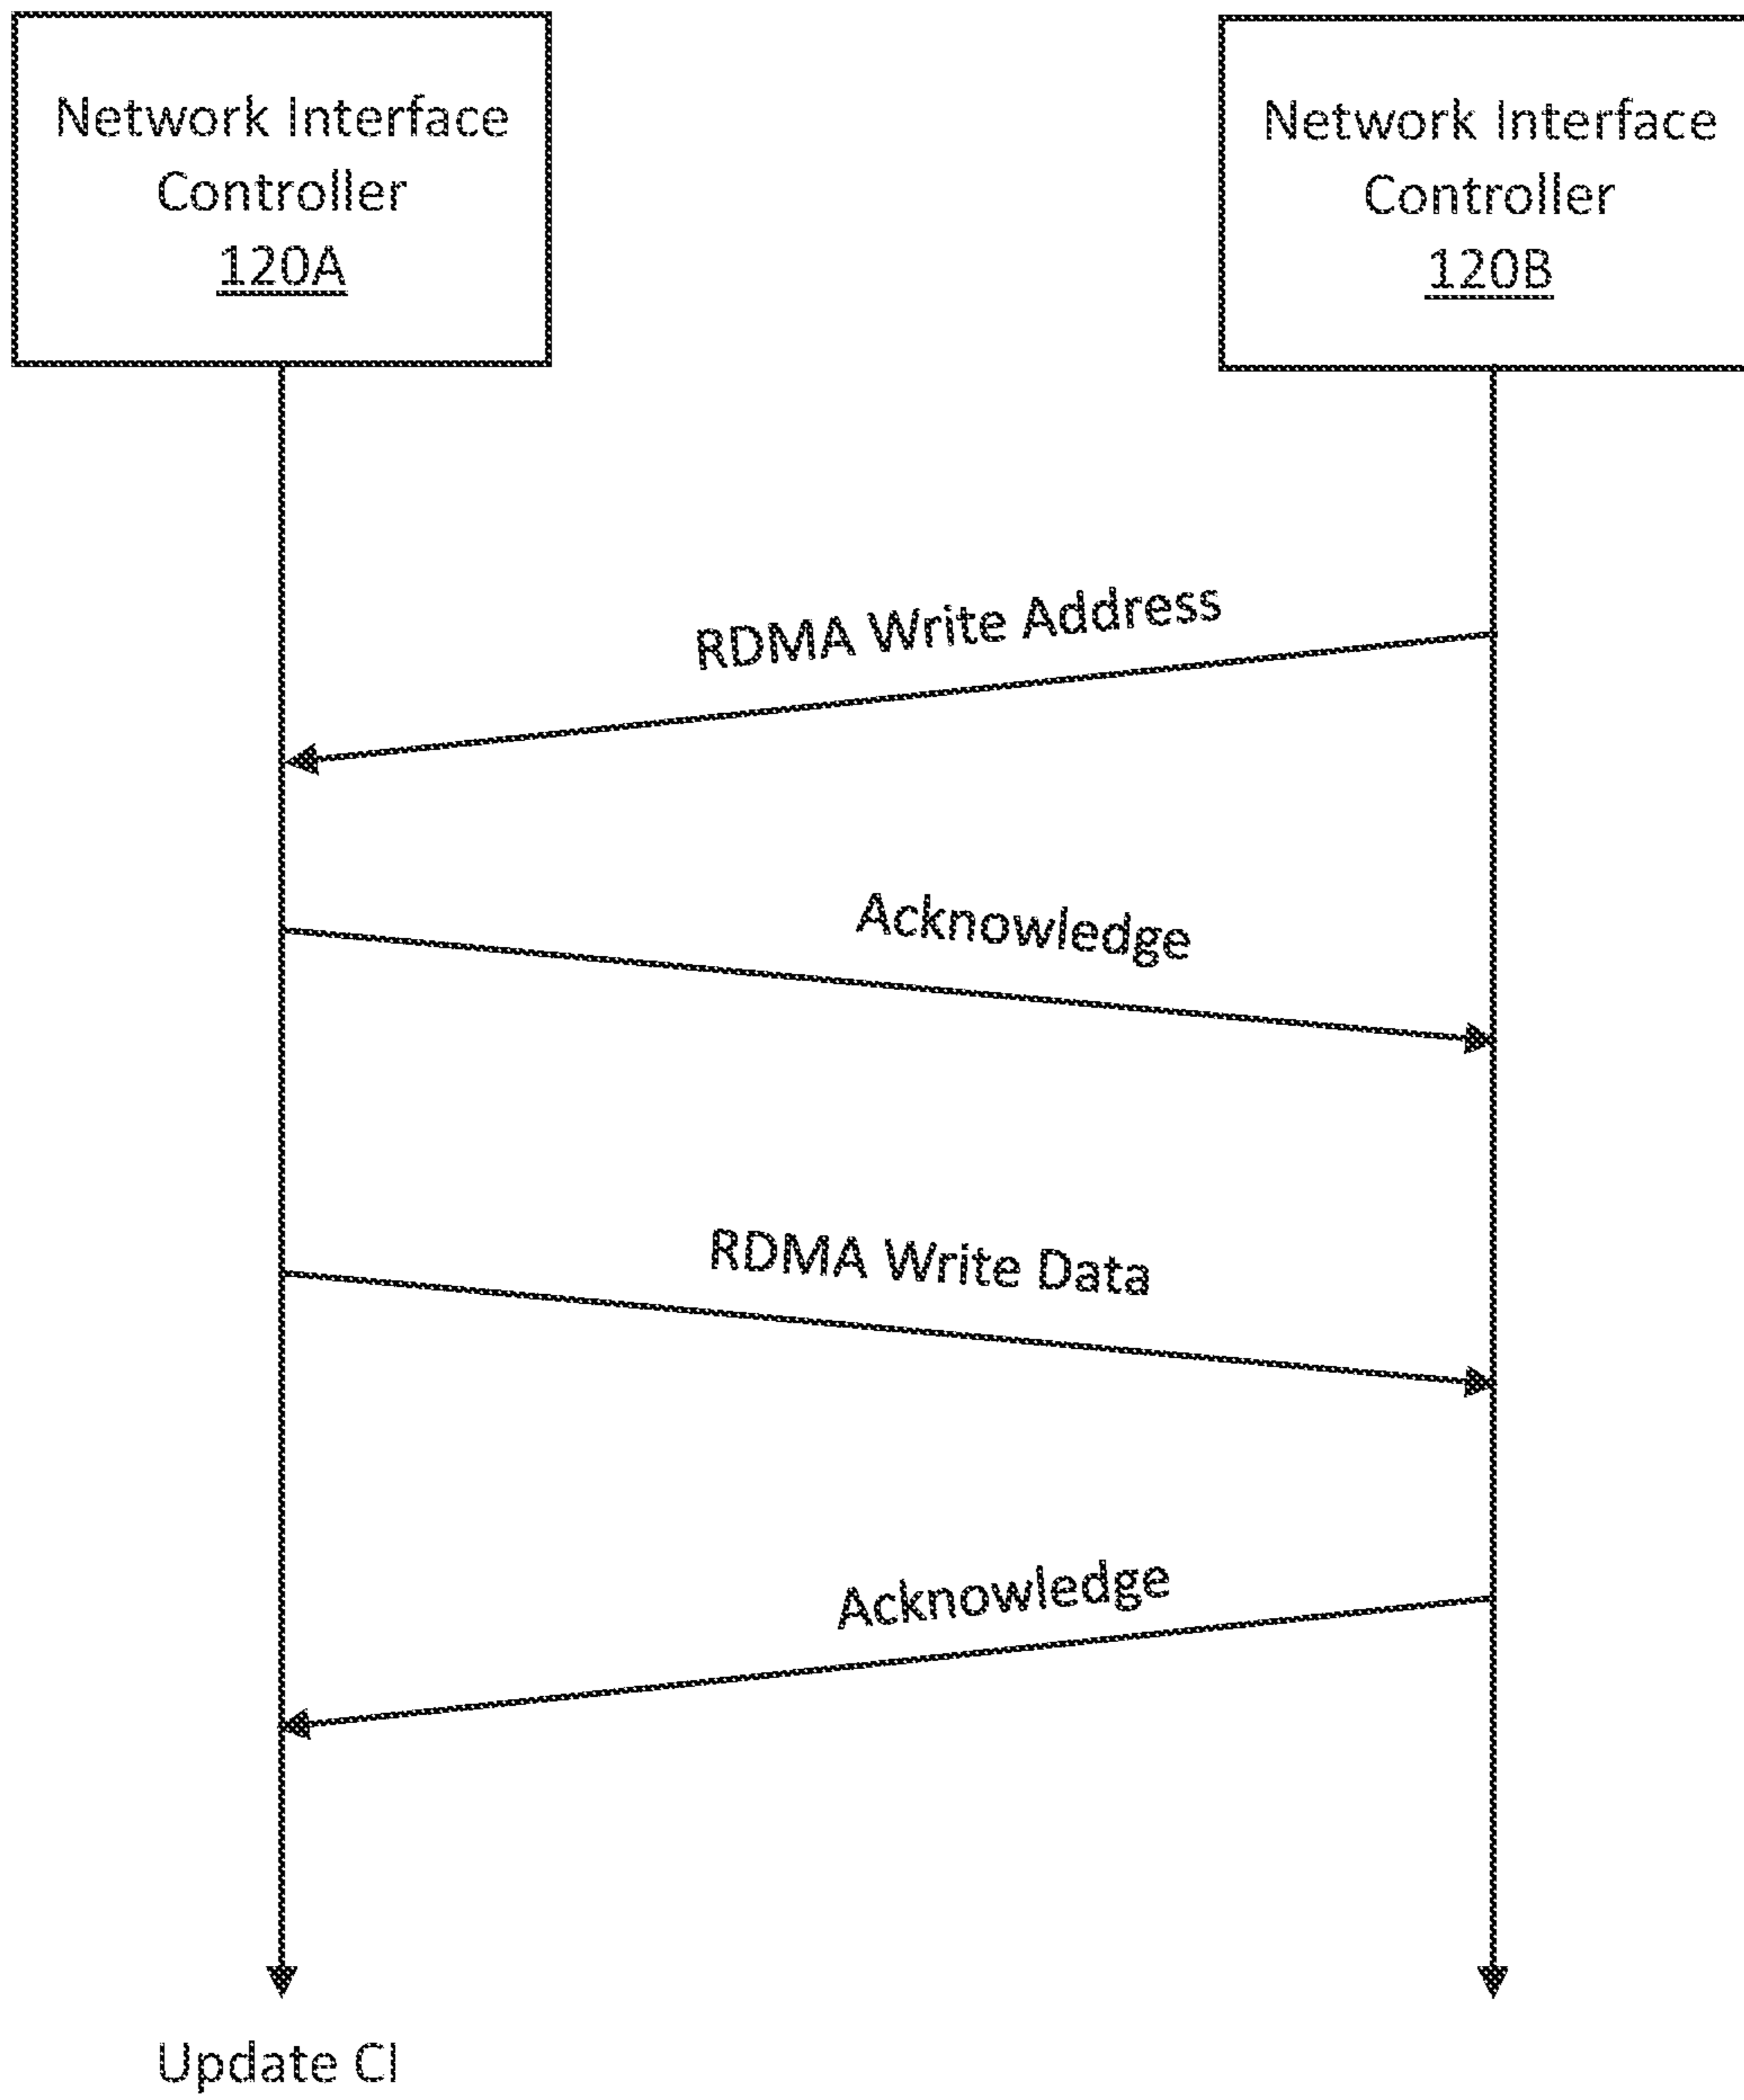 Network Interface
Controller
120A
Network Interface
Controller
120B
RDMA Write Address
Acknowledge
RDMA Write Data
Acknowledge
Update CI